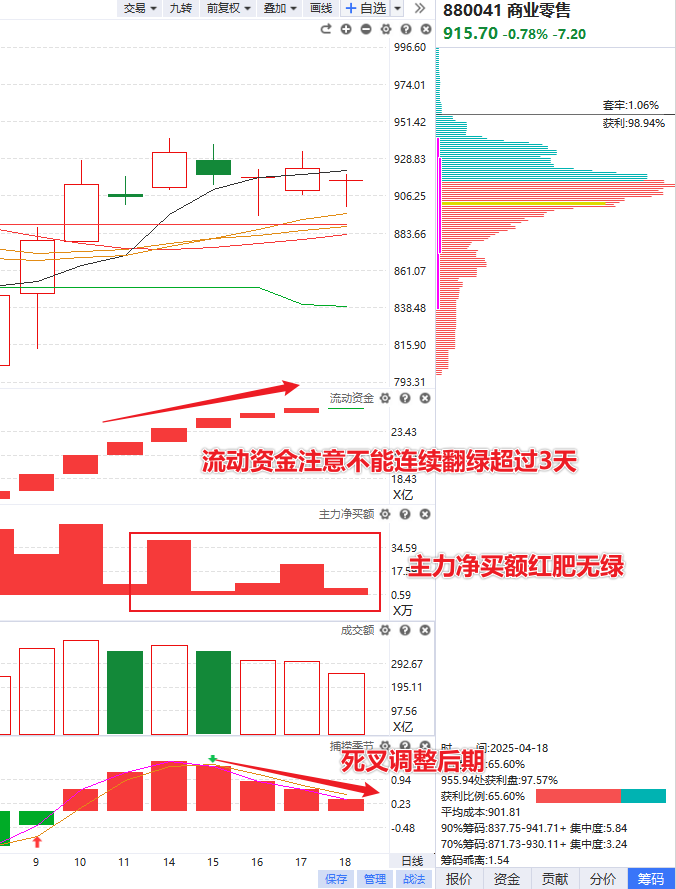 交易 九转 前复权 叠加 画线 +自选
880041 商业零售
915.70 -0.78% -7.20
996.60
974.01
951.42
928.83
906.25
883.66
861.07
838.48
815.90
793.31
套牢:1.06%
获利:98.94%
流动资金
23.43
18.43
X亿
流动资金注意不能连续翻绿超过3天
主力净买额
34.59
17.5
0.59
X万
主力净买额红肥无绿
成交额
292.67
195.11
97.56
X亿
捕捞季节
0.94
0.23
-0.48
死叉调整后期
时 间:2025-04-18
:65.60%
955.94处获利盘:97.57%
获利比例:65.60%
平均成本:901.81
90%筹码:837.75-941.71+ 集中度:5.84
70%筹码:871.73-930.11+ 集中度:3.24
筹码乖离:1.54
9 10 11 14 15 16 17 18 日线
保存 管理 战法
报价 资金 贡献 分价 筹码